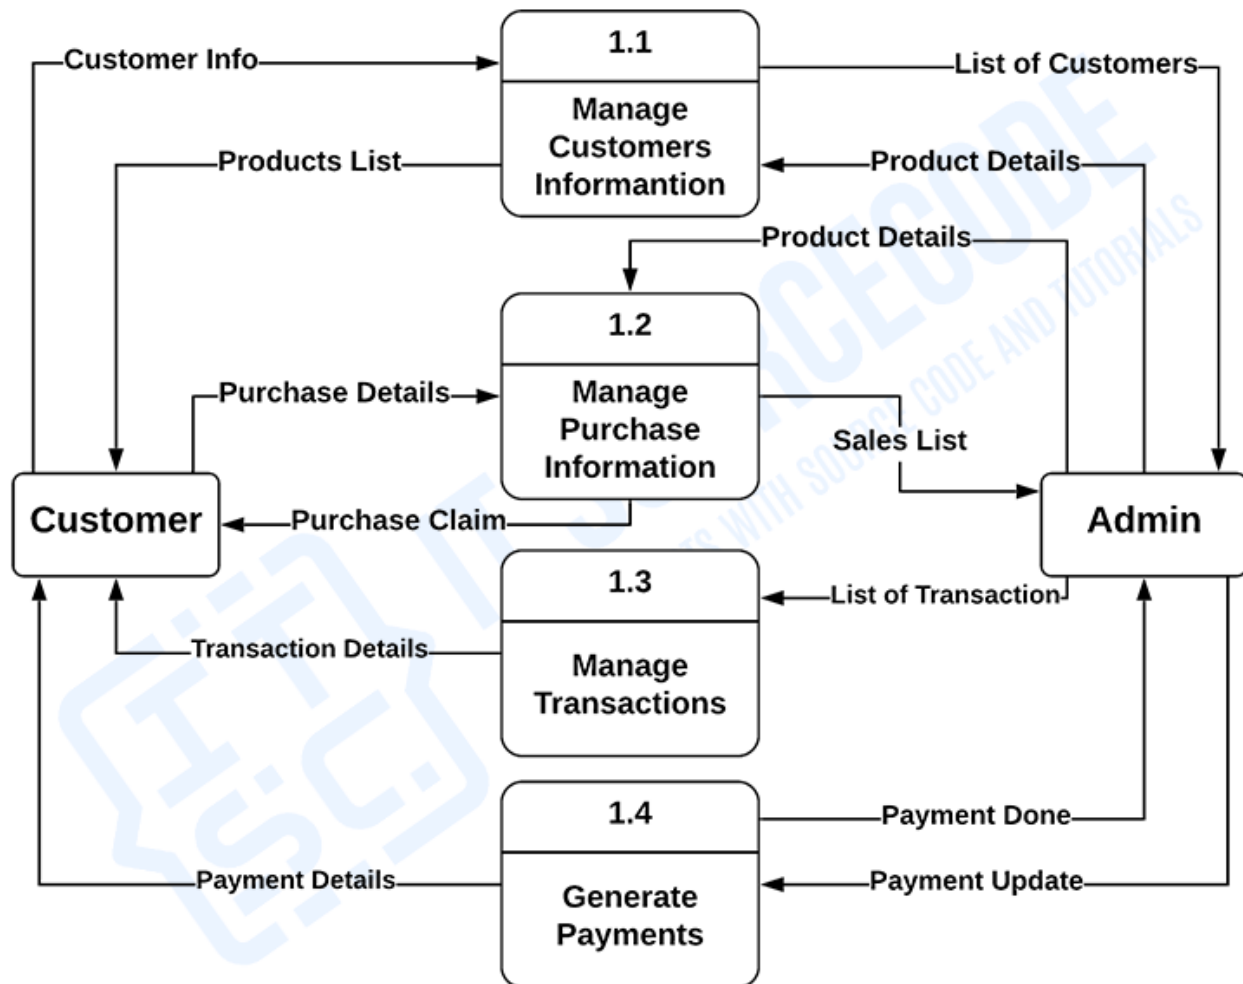 1.1
Customer Info
List of Customers
Manage
Customers
Informantion
Products List
Product Details
Product Details
1.2
Purchase Details
Manage
Purchase
Information
Sales List
Customer
Purchase Claim
Admin
1.3
List of Transaction
Transaction Details
Manage
Transactions
1.4
Payment Done
Payment Details
Payment Update
Generate
Payments